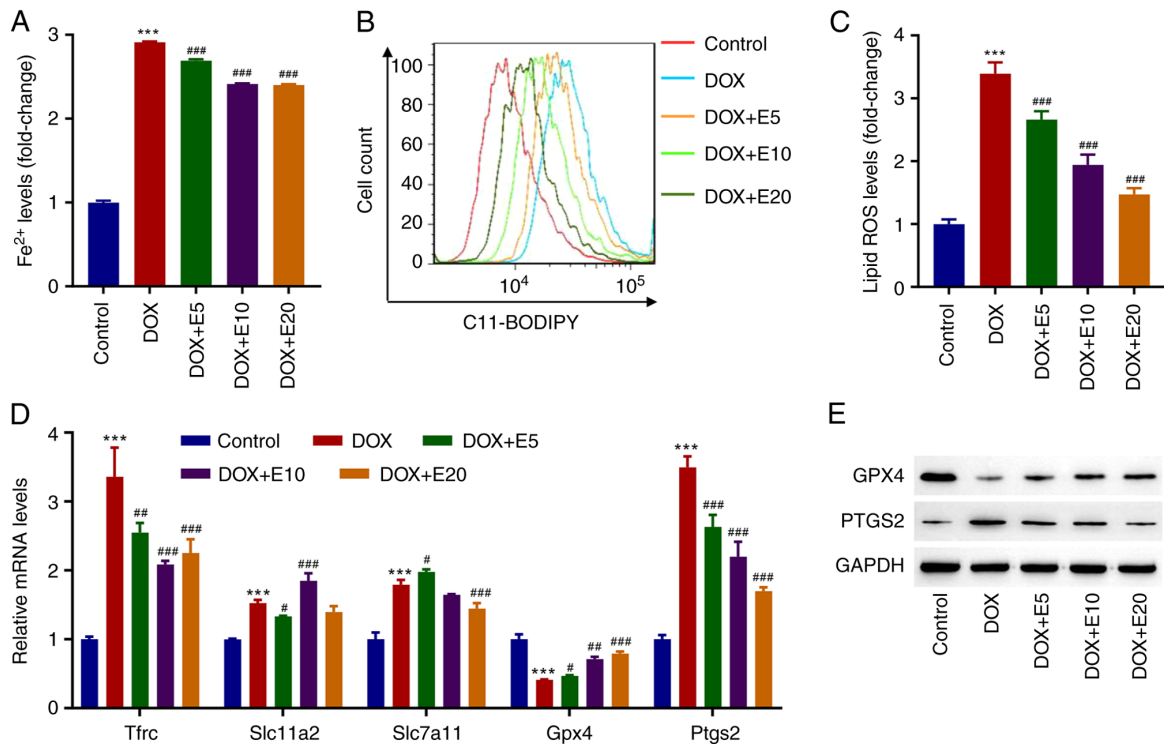 A
Fe2+ levels (fold-change)
3
2
1
0
***
###
###
###
Control
DOX
DOX+E5
DOX+E10
DOX+E20
B
Cell count
100
80
60
40
20
0
10^4
10^5
C11-BODIPY
Control
DOX
DOX+E5
DOX+E10
DOX+E20
C
Lipid ROS levels (fold-change)
4
3
2
1
0
***
###
###
###
Control
DOX
DOX+E5
DOX+E10
DOX+E20
D
Relative mRNA levels
4
3
2
1
0
Control
DOX
DOX+E5
DOX+E10
DOX+E20
***
##
###
###
***
#
###
***
#
###
***
#
##
###
***
###
###
###
Tfrc
Slc11a2
Slc7a11
Gpx4
Ptgs2
E
GPX4
PTGS2
GAPDH
Control
DOX
DOX+E5
DOX+E10
DOX+E20